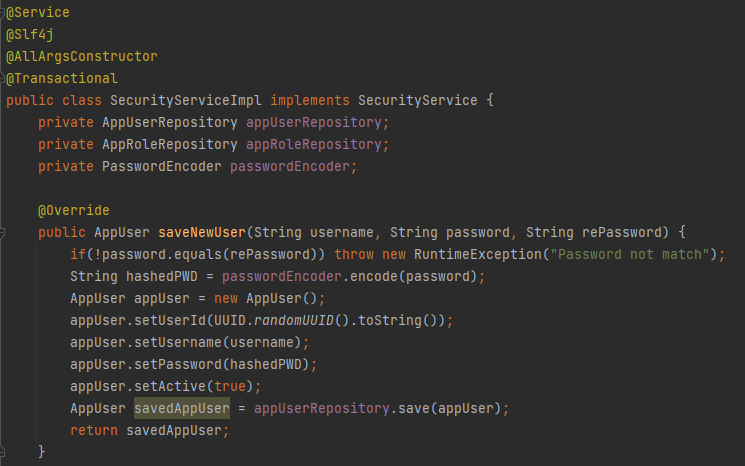 @Service
@Slf4j
@AllArgsConstructor
@Transactional
public class SecurityServiceImpl implements SecurityService {
    private AppUserRepository appUserRepository;
    private AppRoleRepository appRoleRepository;
    private PasswordEncoder passwordEncoder;

    @Override
    public AppUser saveNewUser(String username, String password, String rePassword) {
        if(!password.equals(rePassword)) throw new RuntimeException("Password not match");
        String hashedPWD = passwordEncoder.encode(password);
        AppUser appUser = new AppUser();
        appUser.setUserId(UUID.randomUUID().toString());
        appUser.setUsername(username);
        appUser.setPassword(hashedPWD);
        appUser.setActive(true);
        AppUser savedAppUser = appUserRepository.save(appUser);
        return savedAppUser;
    }